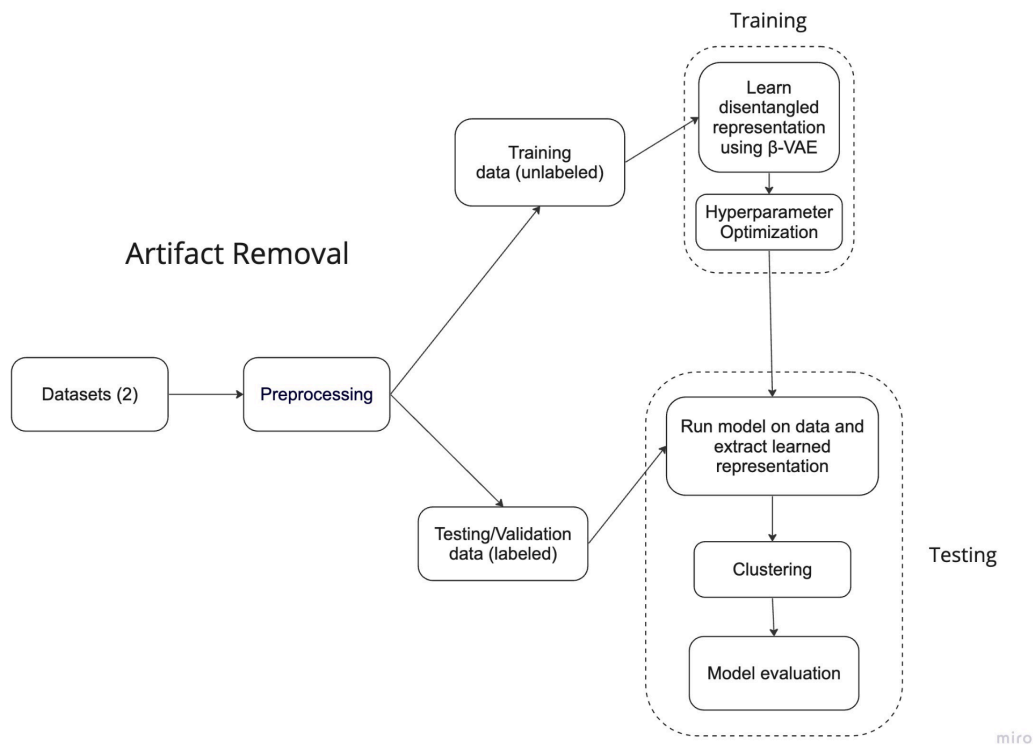 Training
Learn
disentangled
representation
using β-VAE
Training
data (unlabeled)
Hyperparameter
Optimization
Artifact Removal
Datasets (2)
Preprocessing
Run model on data and
extract learned
representation
Testing/Validation
data (labeled)
Testing
Clustering
Model evaluation
miro